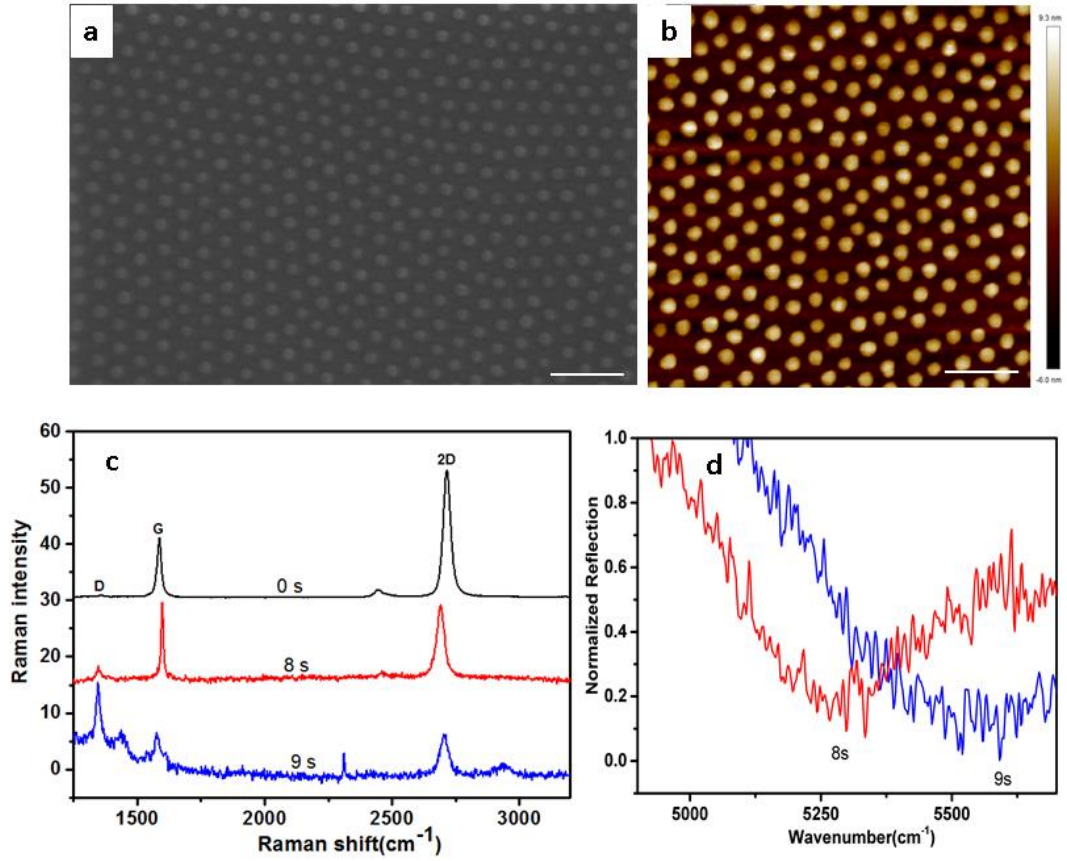 a
b
9.3 nm
-6.0 nm
c
60
50
40
30
20
10
0
Raman intensity
D
G
2D
0 s
8 s
9 s
1500
2000
2500
3000
Raman shift(cm⁻¹)
d
1.0
0.8
0.6
0.4
0.2
0.0
Normalized Reflection
8s
9s
5000
5250
5500
Wavenumber(cm⁻¹)